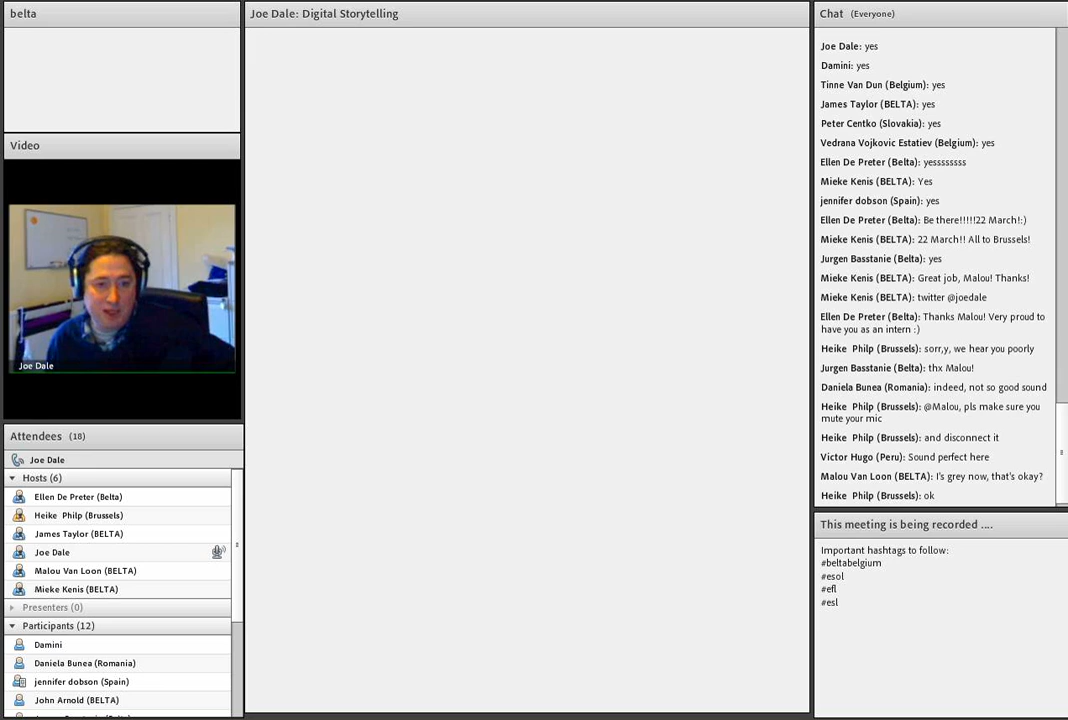 belta
Joe Dale: Digital Storytelling
Chat (Everyone)
Video
Joe Dale
Attendees (18)
Joe Dale
Hosts (6)
Ellen De Preter (Belta)
Heike Philp (Brussels)
James Taylor (BELTA)
Joe Dale
Malou Van Loon (BELTA)
Mieke Kenis (BELTA)
Presenters (0)
Participants (12)
Damini
Daniela Bunea (Romania)
jennifer dobson (Spain)
John Arnold (BELTA)
Joe Dale: yes
Damini: yes
Tinne Van Dun (Belgium): yes
James Taylor (BELTA): yes
Peter Centko (Slovakia): yes
Vedrana Vojkovic Estatiev (Belgium): yes
Ellen De Preter (Belta): yesssssss
Mieke Kenis (BELTA): Yes
jennifer dobson (Spain): yes
Ellen De Preter (Belta): Be there!!!!!22 March!:)
Mieke Kenis (BELTA): 22 March!! All to Brussels!
Jurgen Basstanie (Belta): yes
Mieke Kenis (BELTA): Great job, Malou! Thanks!
Mieke Kenis (BELTA): twitter @joedale
Ellen De Preter (Belta): Thanks Malou! Very proud to
have you as an intern :)
Heike Philp (Brussels): sorr,y, we hear you poorly
Jurgen Basstanie (Belta): thx Malou!
Daniela Bunea (Romania): indeed, not so good sound
Heike Philp (Brussels): @Malou, pls make sure you
mute your mic
Heike Philp (Brussels): and disconnect it
Victor Hugo (Peru): Sound perfect here
Malou Van Loon (BELTA): I's grey now, that's okay?
Heike Philp (Brussels): ok
This meeting is being recorded ....
Important hashtags to follow:
#beltabelgium
#esol
#efl
#esl